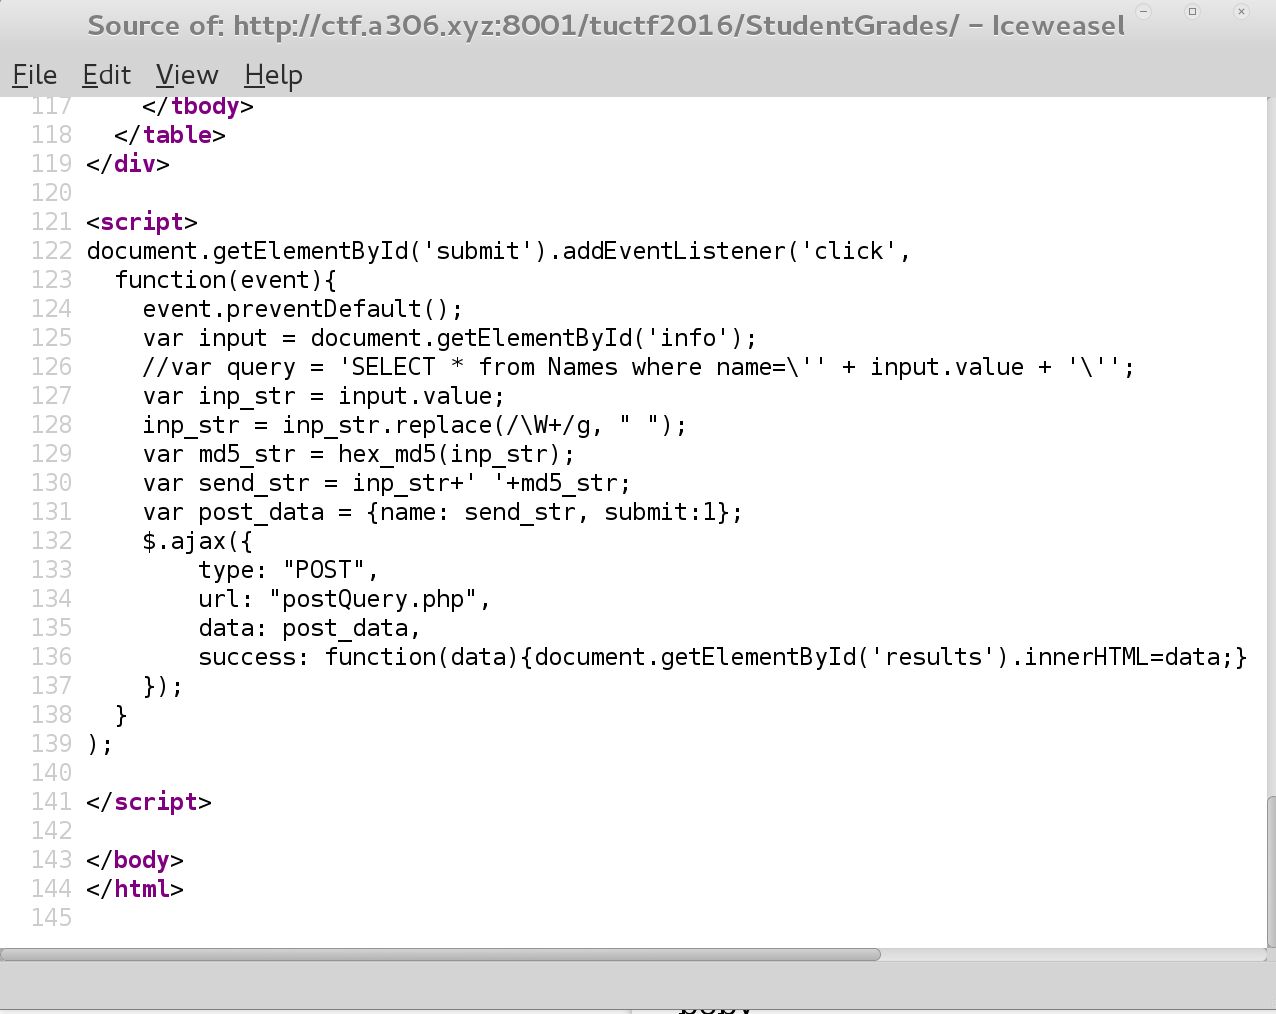 Source of: http://ctf.a306.xyz:8001/tuctf2016/StudentGrades/ - Iceweasel
File Edit View Help
117     </tbody>
118   </table>
119 </div>
120
121 <script>
122 document.getElementById('submit').addEventListener('click',
123   function(event){
124     event.preventDefault();
125     var input = document.getElementById('info');
126     //var query = 'SELECT * from Names where name=\'' + input.value + '\'';
127     var inp_str = input.value;
128     inp_str = inp_str.replace(/\W+/g, " ");
129     var md5_str = hex_md5(inp_str);
130     var send_str = inp_str+' '+md5_str;
131     var post_data = {name: send_str, submit:1};
132     $.ajax({
133         type: "POST",
134         url: "postQuery.php",
135         data: post_data,
136         success: function(data){document.getElementById('results').innerHTML=data;}
137     });
138   }
139 );
140
141 </script>
142
143 </body>
144 </html>
145